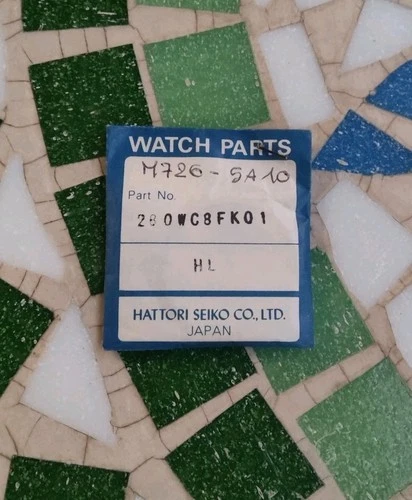 WATCH PARTS
M726 - 5A10
Part No.
280WC8FK01
HL
HATTORI SEIKO CO., LTD.
JAPAN